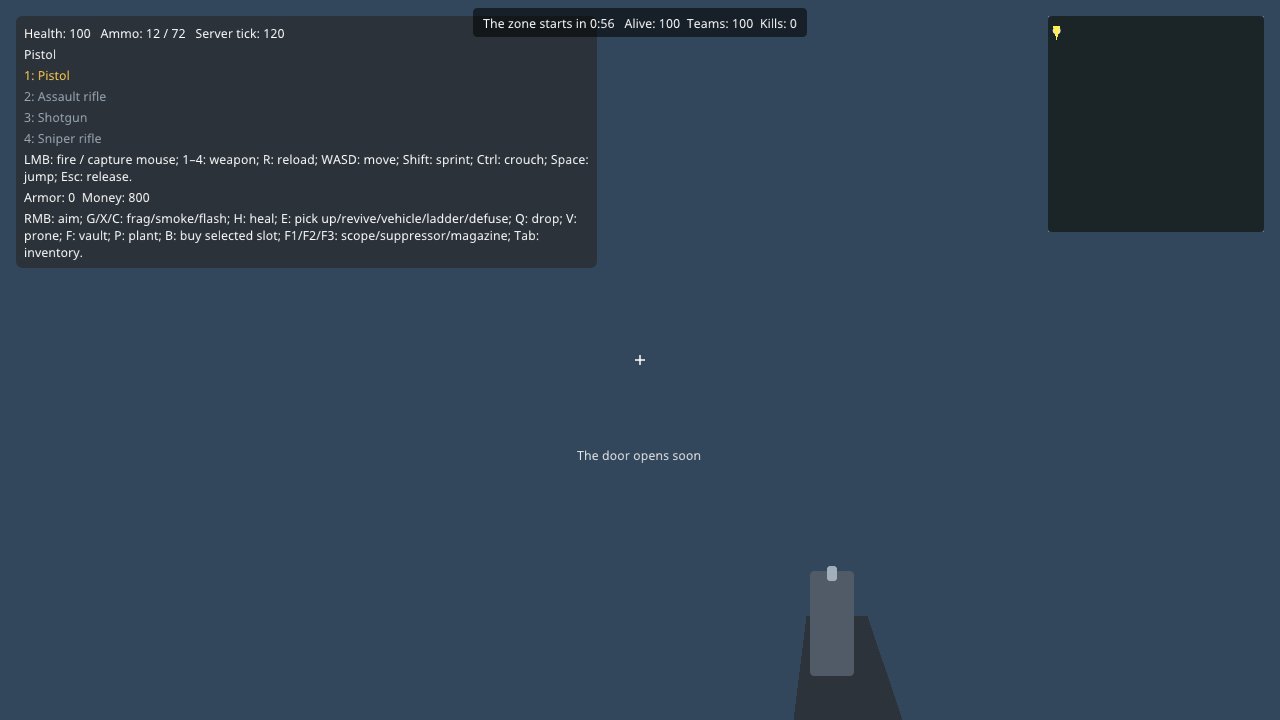 The zone starts in 0:56   Alive: 100  Teams: 100  Kills: 0
Health: 100   Ammo: 12 / 72   Server tick: 120
Pistol
1: Pistol
2: Assault rifle
3: Shotgun
4: Sniper rifle
LMB: fire / capture mouse; 1–4: weapon; R: reload; WASD: move; Shift: sprint; Ctrl: crouch; Space:
jump; Esc: release.
Armor: 0  Money: 800
RMB: aim; G/X/C: frag/smoke/flash; H: heal; E: pick up/revive/vehicle/ladder/defuse; Q: drop; V:
prone; F: vault; P: plant; B: buy selected slot; F1/F2/F3: scope/suppressor/magazine; Tab:
inventory.
The door opens soon